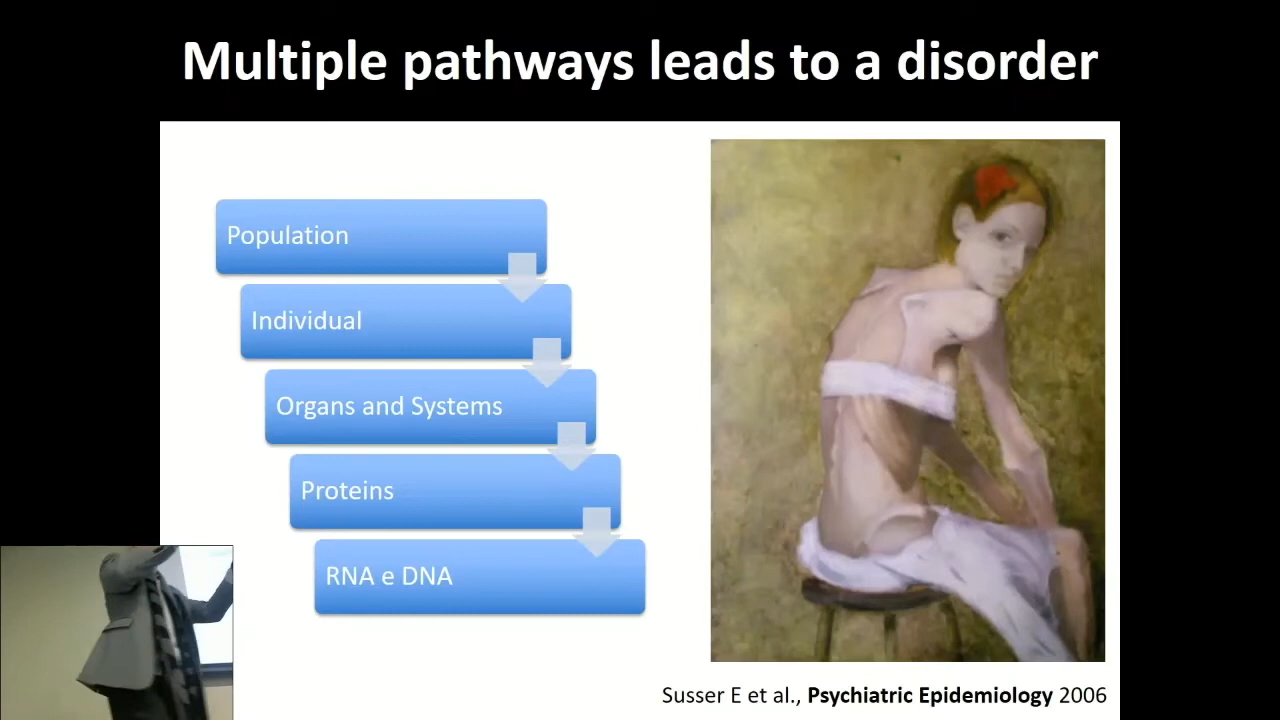 Multiple pathways leads to a disorder
Population
Individual
Organs and Systems
Proteins
RNA e DNA
Susser E et al., Psychiatric Epidemiology 2006